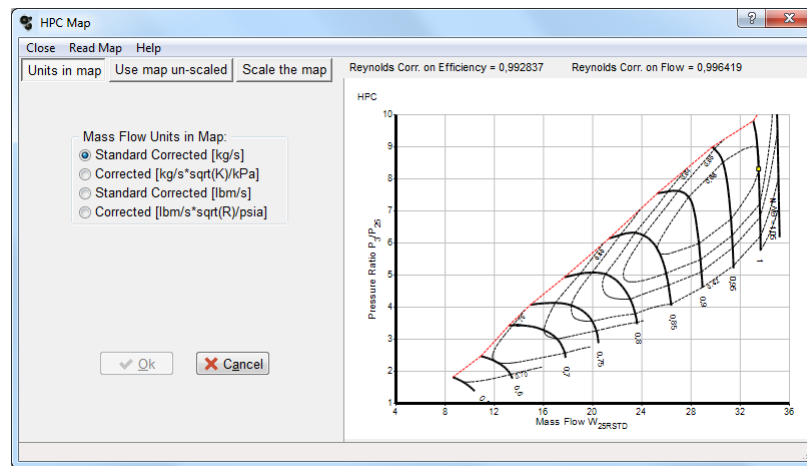 HPC Map
Close Read Map Help
Units in map Use map un-scaled Scale the map
Reynolds Corr. on Efficiency = 0,992837 Reynolds Corr. on Flow = 0,996419
Mass Flow Units in Map:
Standard Corrected [kg/s]
Corrected [kg/s*sqrt(K)/kPa]
Standard Corrected [lbm/s]
Corrected [lbm/s*sqrt(R)/psia]
Ok Cancel
HPC
Pressure Ratio P3/P25
10
9
8
7
6
5
4
3
2
1
4 8 12 16 20 24 28 32 36
Mass Flow W25RSTD
0,6
0,7
0,75
0,8
0,85
0,9
0,95
1